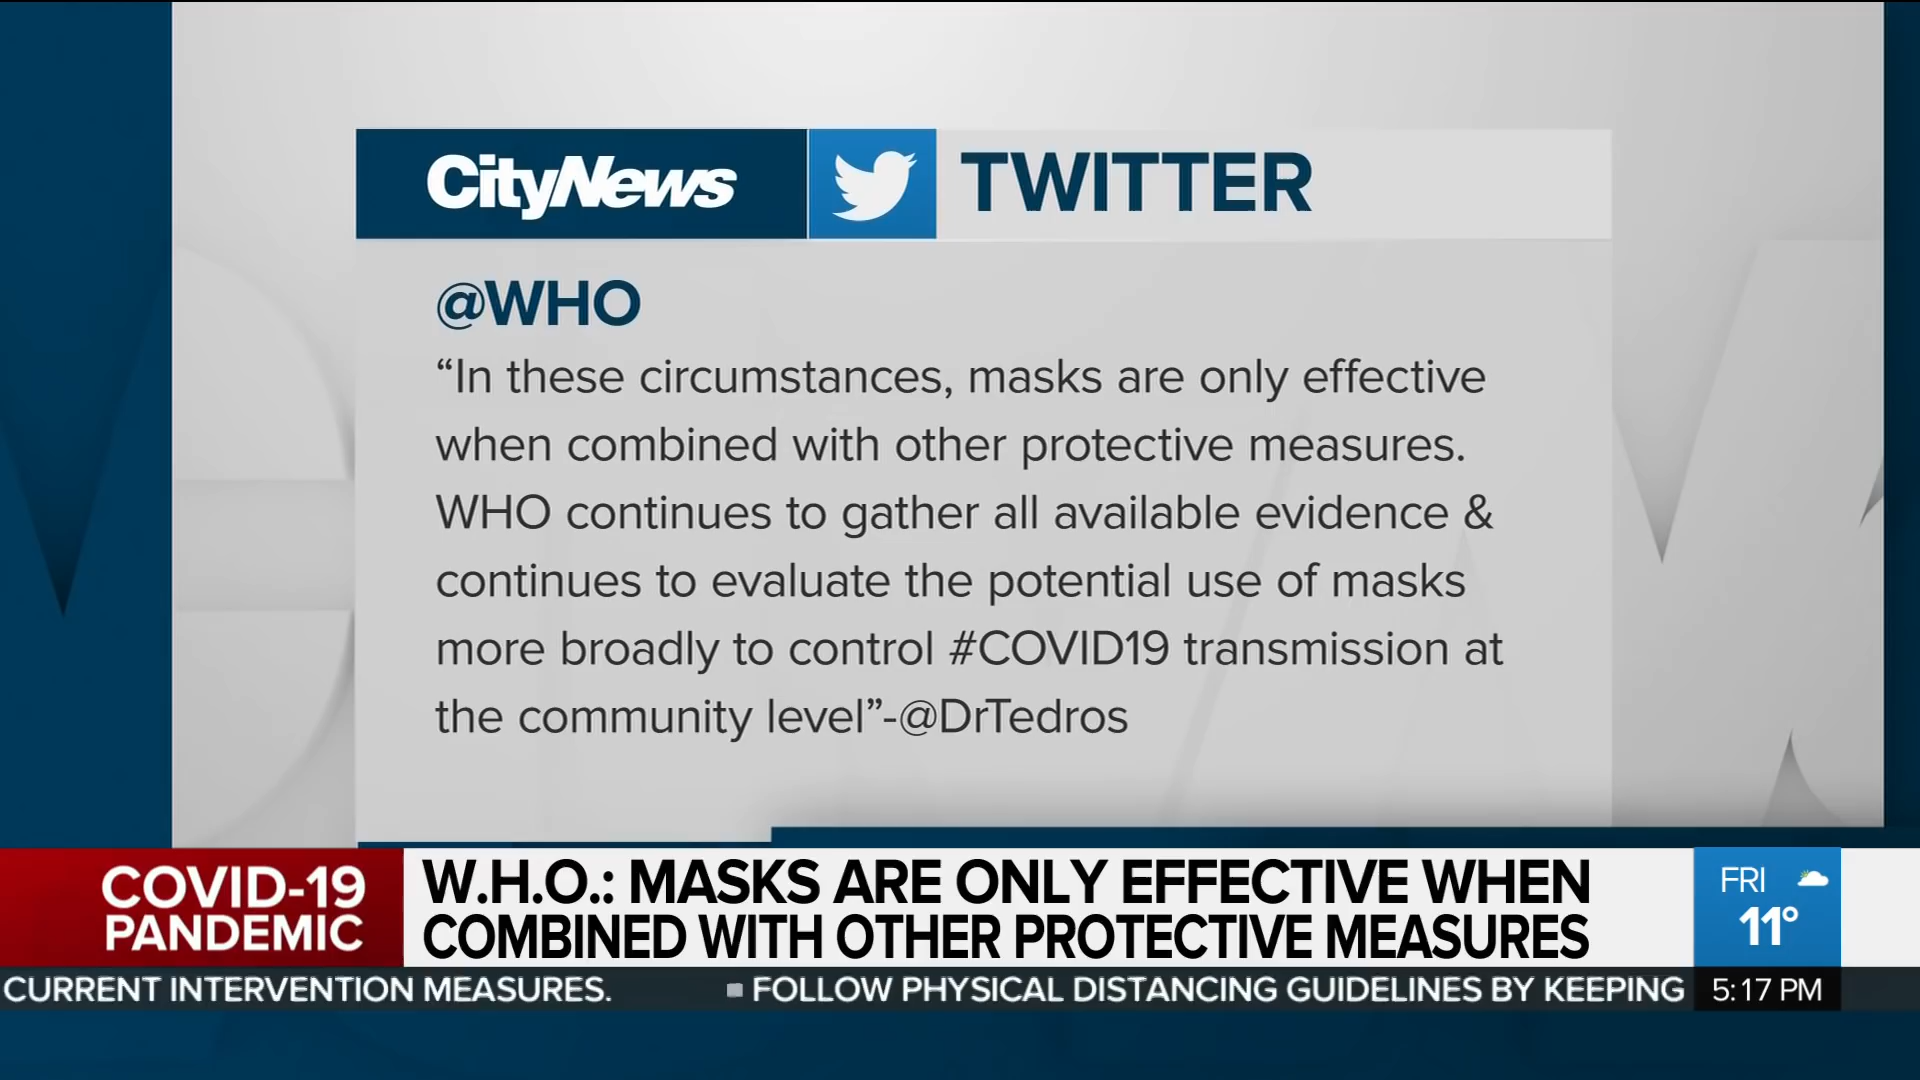 CityNews TWITTER
@WHO
“In these circumstances, masks are only effective
when combined with other protective measures.
WHO continues to gather all available evidence &
continues to evaluate the potential use of masks
more broadly to control #COVID19 transmission at
the community level”-@DrTedros
COVID-19
PANDEMIC
W.H.O.: MASKS ARE ONLY EFFECTIVE WHEN
COMBINED WITH OTHER PROTECTIVE MEASURES
FRI
11°
CURRENT INTERVENTION MEASURES. FOLLOW PHYSICAL DISTANCING GUIDELINES BY KEEPING
5:17 PM